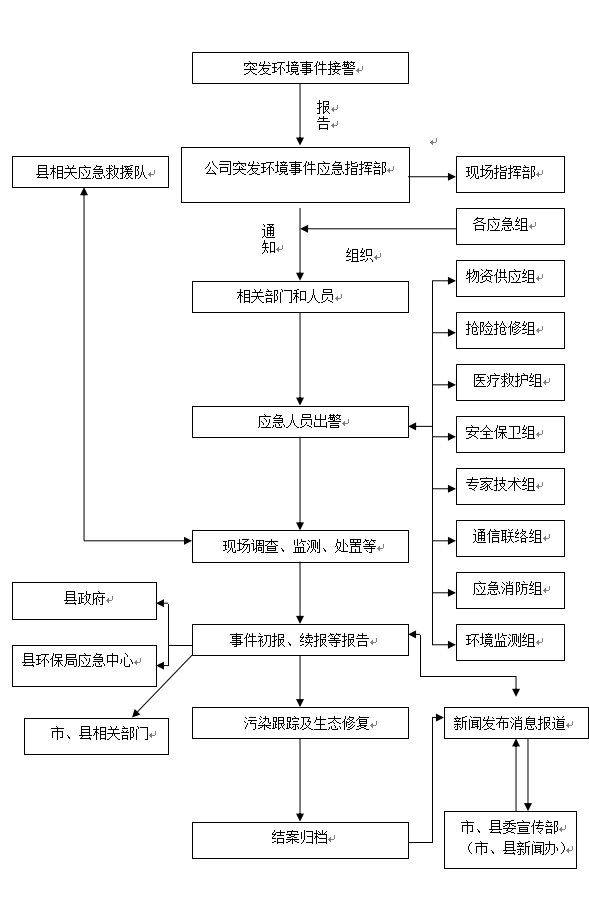 突发环境事件接警
报
告
县相关应急救援队
公司突发环境事件应急指挥部
现场指挥部
各应急组
通
知
组织
物资供应组
相关部门和人员
抢险抢修组
医疗救护组
应急人员出警
安全保卫组
专家技术组
通信联络组
现场调查、监测、处置等
应急消防组
县政府
事件初报、续报等报告
环境监测组
县环保局应急中心
市、县相关部门
污染跟踪及生态修复
新闻发布消息报道
结案归档
市、县委宣传部
（市、县新闻办）